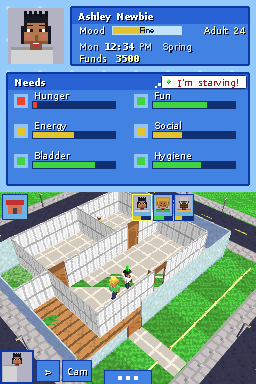 Ashley Newbie
Mood Fine Adult 24
Mon 12:34 PM Spring
Funds 3500
Needs
I'm starving!
Hunger Fun
Energy Social
Bladder Hygiene
Cam